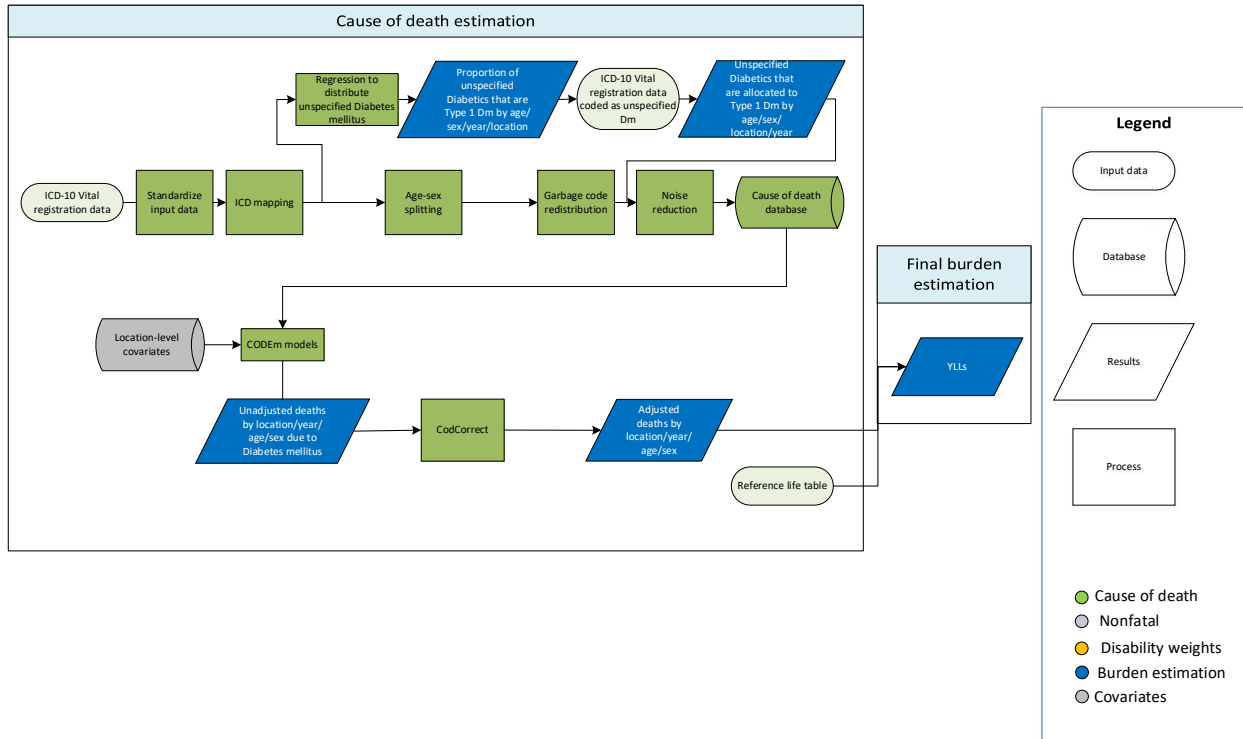 Cause of death estimation
Regression to
distribute
unspecified Diabetes
mellitus
Proportion of
unspecified
Diabetics that are
Type 1 Dm by age/
sex/year/location
ICD-10 Vital
registration data
coded as unspecified
Dm
Unspecified
Diabetics that
are allocated to
Type 1 Dm by
age/sex/
location/year
ICD-10 Vital
registration data
Standardize
input data
ICD mapping
Age-sex
splitting
Garbage code
redistribution
Noise
reduction
Cause of death
database
Location-level
covariates
CODEm models
Unadjusted deaths
by location/year/
age/sex due to
Diabetes mellitus
CodCorrect
Adjusted
deaths by
location/year/
age/sex
Reference life table
Final burden
estimation
YLLs
Legend
Input data
Database
Results
Process
Cause of death
Nonfatal
Disability weights
Burden estimation
Covariates